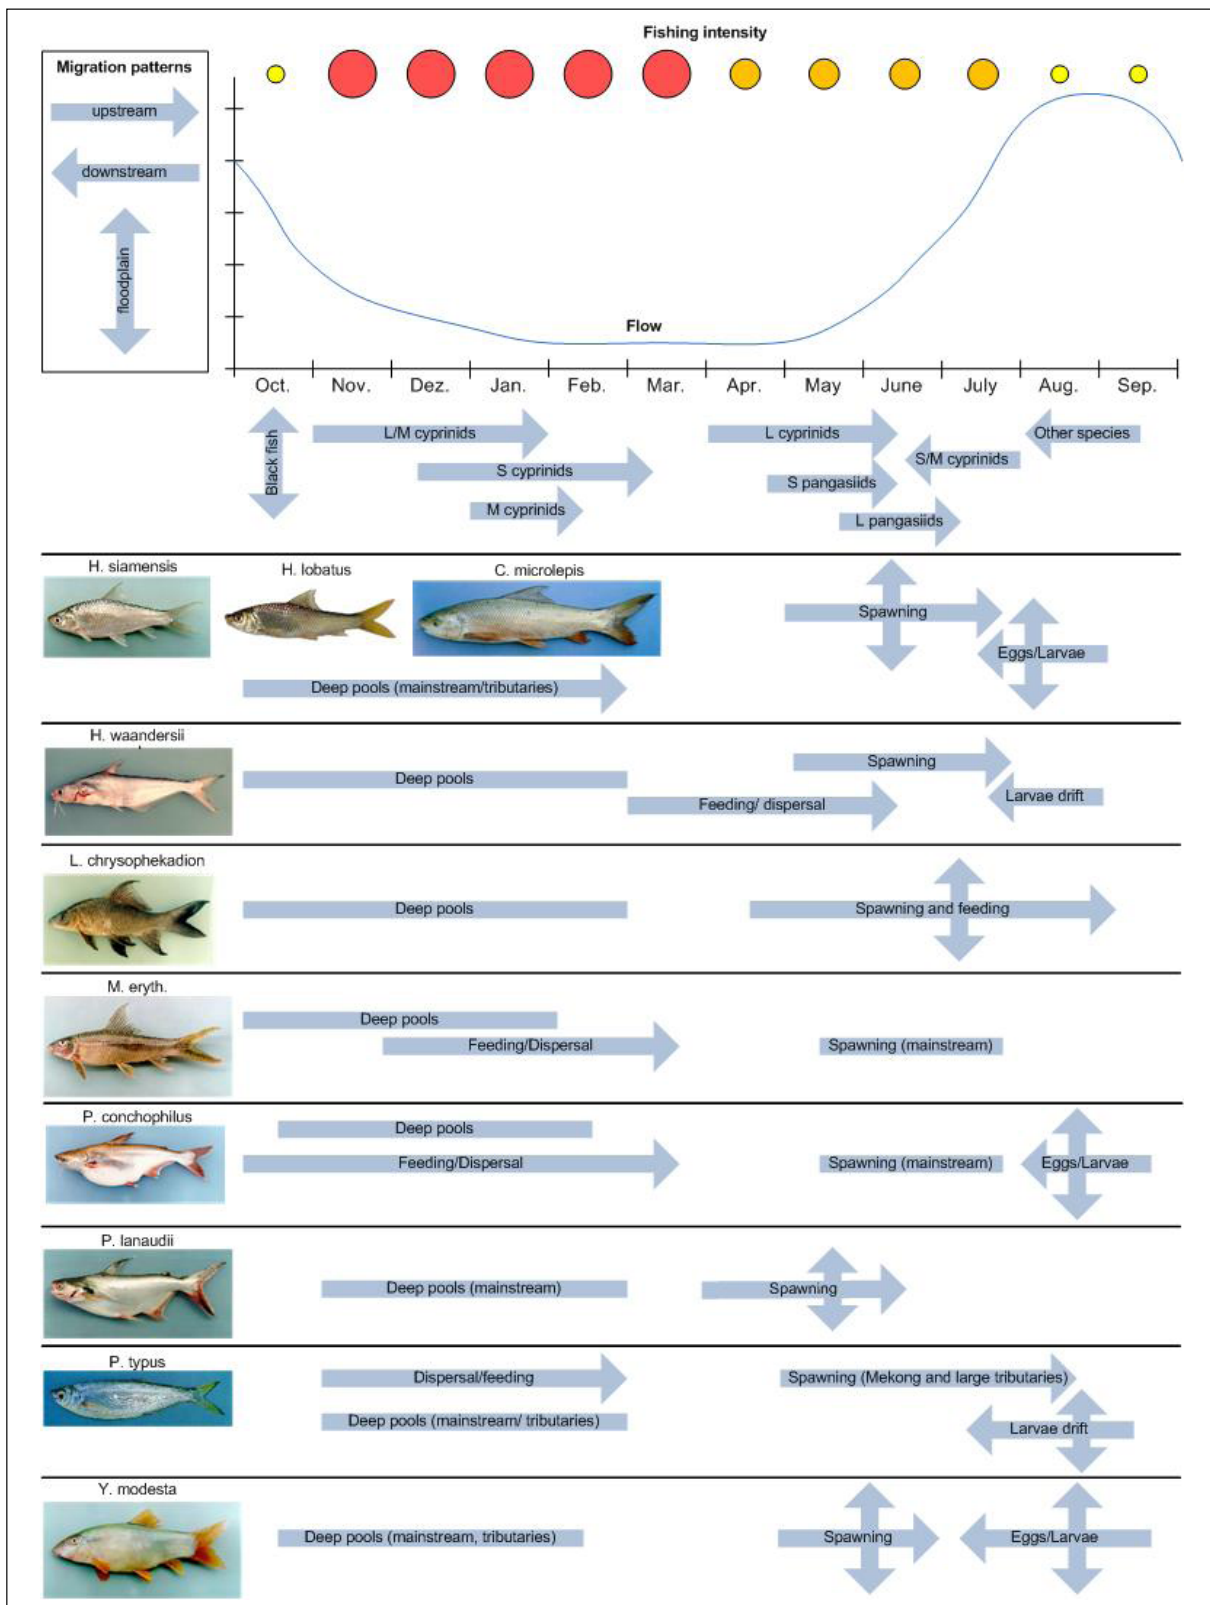 Fishing intensity
Migration patterns
upstream
downstream
floodplain
Flow
Oct. Nov. Dez. Jan. Feb. Mar. Apr. May June July Aug. Sep.
Black fish
L/M cyprinids
L cyprinids
Other species
S/M cyprinids
S cyprinids
S pangasiids
M cyprinids
L pangasiids
H. siamensis
H. lobatus
C. microlepis
Spawning
Eggs/Larvae
Deep pools (mainstream/tributaries)
H. waandersii
Spawning
Deep pools
Larvae drift
Feeding/ dispersal
L. chrysophekadion
Deep pools
Spawning and feeding
M. eryth.
Deep pools
Feeding/Dispersal
Spawning (mainstream)
P. conchophilus
Deep pools
Feeding/Dispersal
Spawning (mainstream)
Eggs/Larvae
P. lanaudii
Deep pools (mainstream)
Spawning
P. typus
Dispersal/feeding
Spawning (Mekong and large tributaries)
Deep pools (mainstream/ tributaries)
Larvae drift
Y. modesta
Deep pools (mainstream, tributaries)
Spawning
Eggs/Larvae